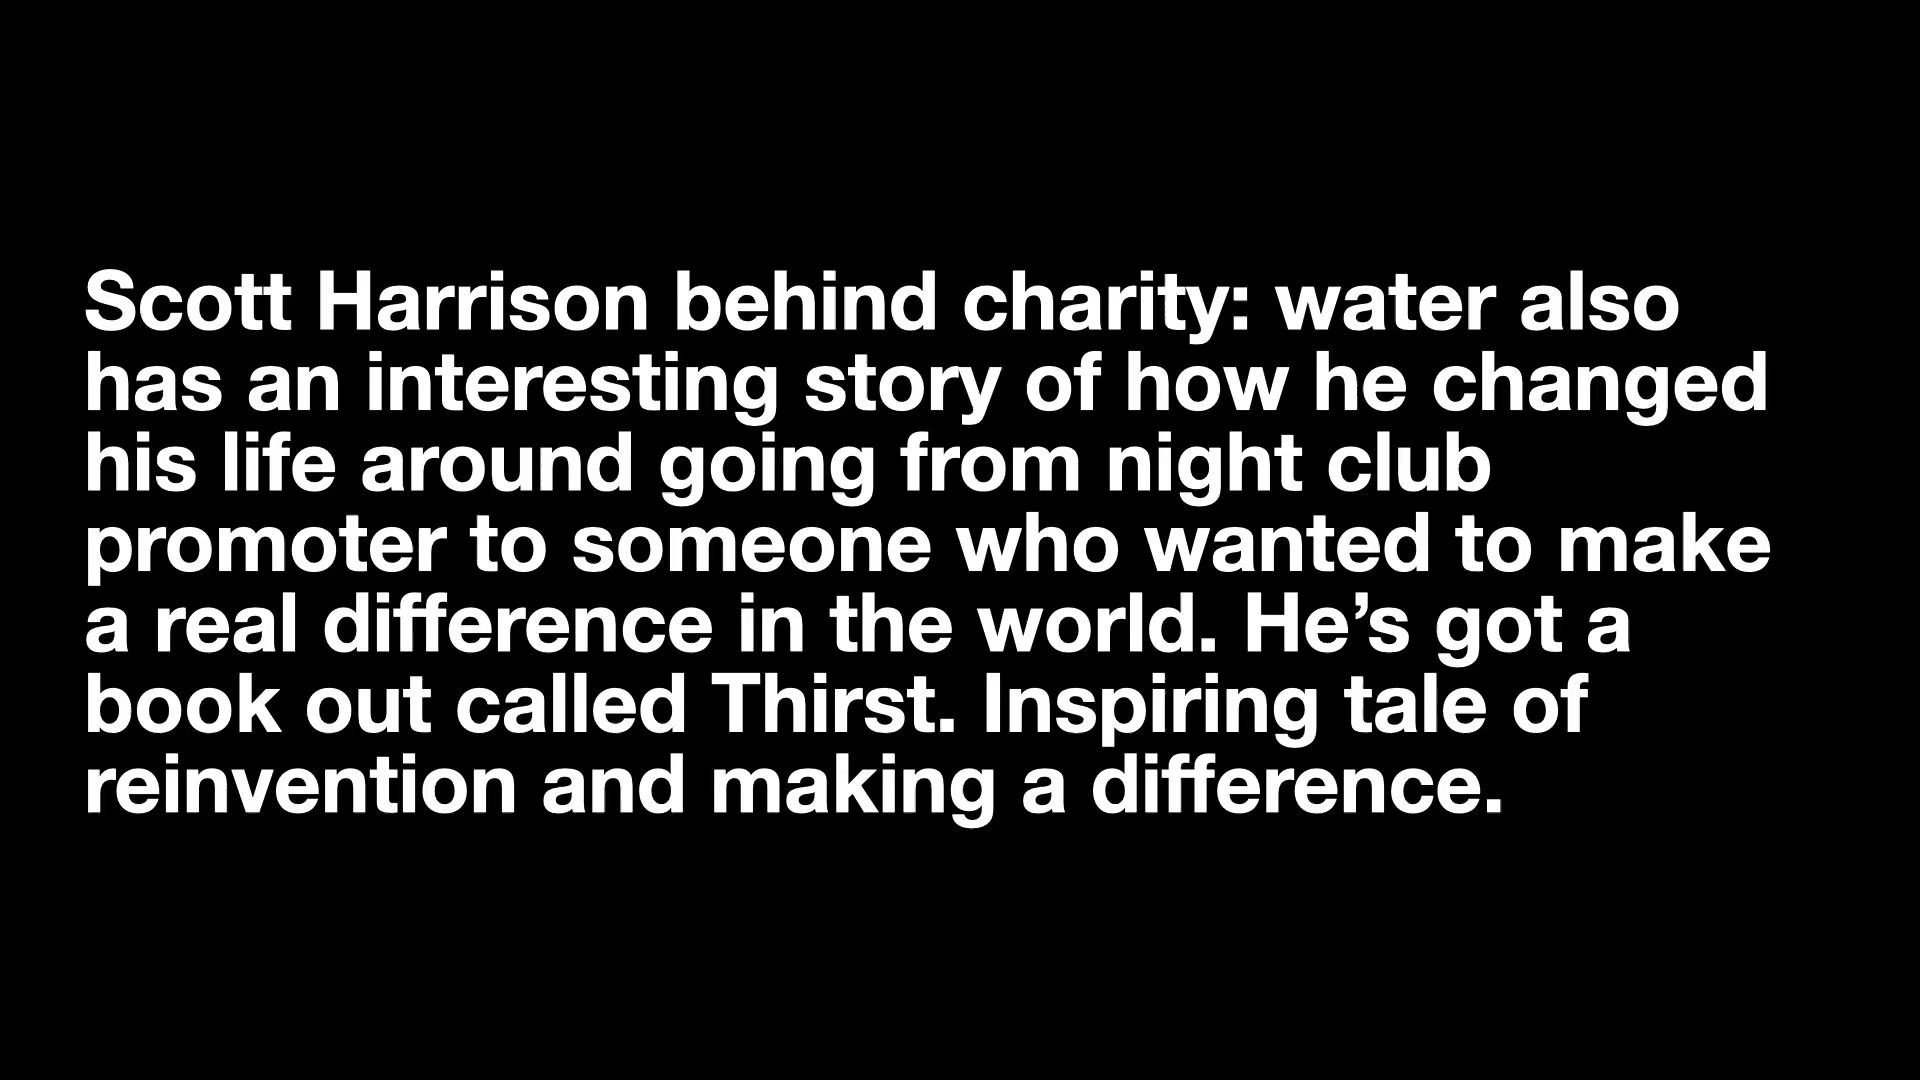 Scott Harrison behind charity: water also
has an interesting story of how he changed
his life around going from night club
promoter to someone who wanted to make
a real difference in the world. He’s got a
book out called Thirst. Inspiring tale of
reinvention and making a difference.